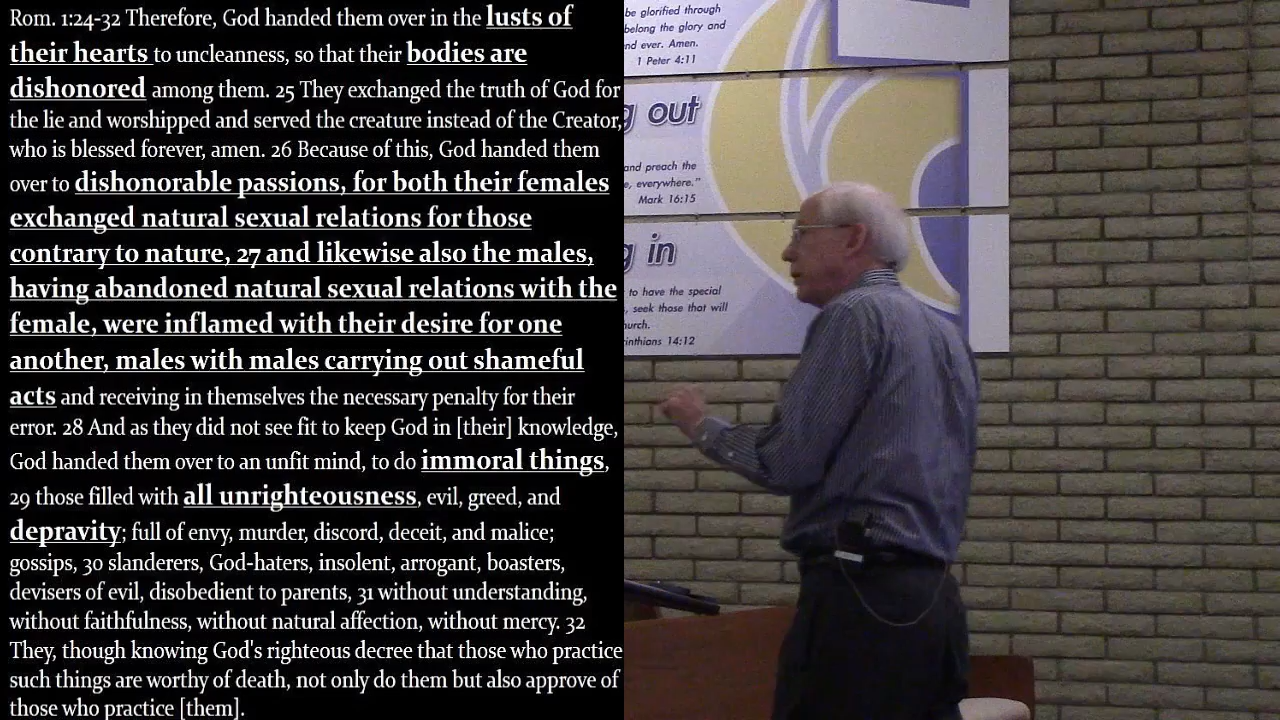 Rom. 1:24-32 Therefore, God handed them over in the lusts of
their hearts to uncleanness, so that their bodies are
dishonored among them. 25 They exchanged the truth of God for
the lie and worshipped and served the creature instead of the Creator,
who is blessed forever, amen. 26 Because of this, God handed them
over to dishonorable passions, for both their females
exchanged natural sexual relations for those
contrary to nature, 27 and likewise also the males,
having abandoned natural sexual relations with the
female, were inflamed with their desire for one
another, males with males carrying out shameful
acts and receiving in themselves the necessary penalty for their
error. 28 And as they did not see fit to keep God in [their] knowledge,
God handed them over to an unfit mind, to do immoral things,
29 those filled with all unrighteousness, evil, greed, and
depravity; full of envy, murder, discord, deceit, and malice;
gossips, 30 slanderers, God-haters, insolent, arrogant, boasters,
devisers of evil, disobedient to parents, 31 without understanding,
without faithfulness, without natural affection, without mercy. 32
They, though knowing God's righteous decree that those who practice
such things are worthy of death, not only do them but also approve of
those who practice [them].
be glorified through
belong the glory and
nd ever. Amen.
1 Peter 4:11
g out
and preach the
e, everywhere."
Mark 16:15
g in
to have the special
, seek those that will
urch.
inthians 14:12